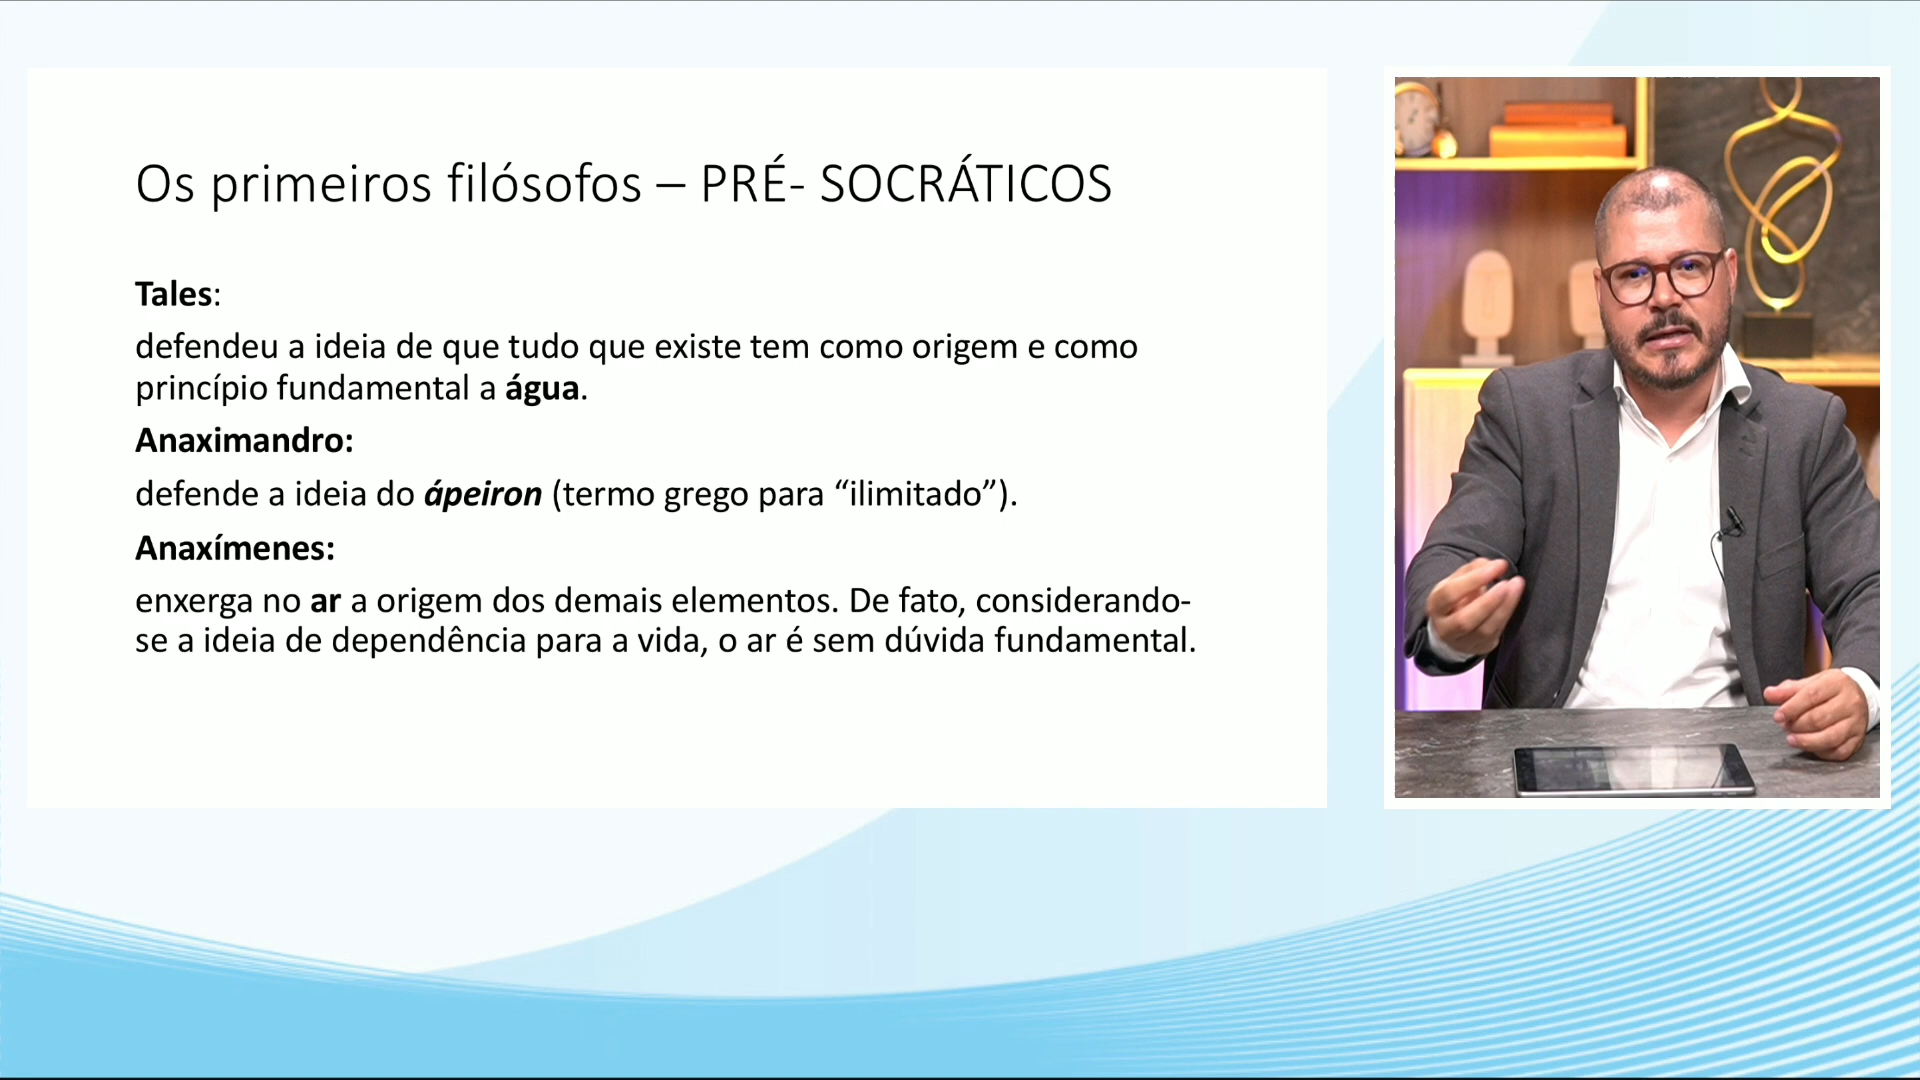 Os primeiros filósofos – PRÉ- SOCRÁTICOS
Tales:
defendeu a ideia de que tudo que existe tem como origem e como
princípio fundamental a água.
Anaximandro:
defende a ideia do ápeiron (termo grego para “ilimitado”).
Anaxímenes:
enxerga no ar a origem dos demais elementos. De fato, considerando-
se a ideia de dependência para a vida, o ar é sem dúvida fundamental.